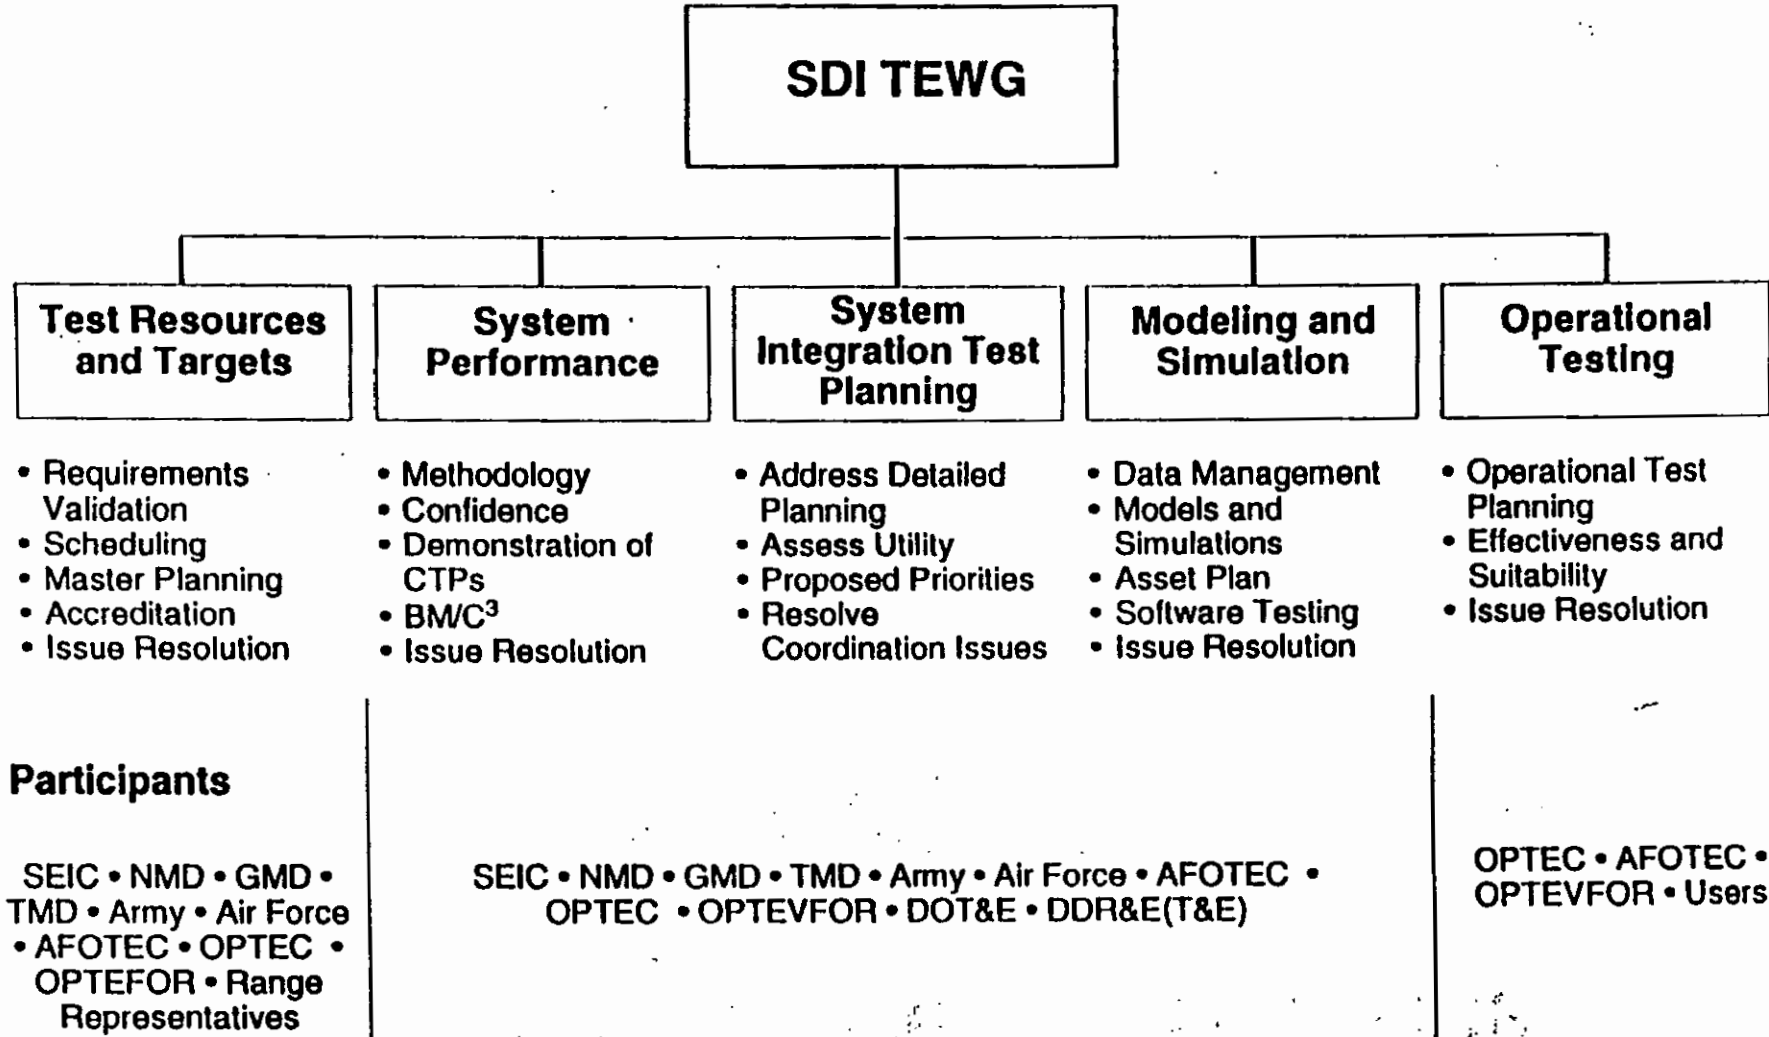 SDI TEWG
Test Resources
and Targets
System
Performance
System
Integration Test
Planning
Modeling and
Simulation
Operational
Testing
• Requirements
Validation
• Scheduling
• Master Planning
• Accreditation
• Issue Resolution
• Methodology
• Confidence
• Demonstration of
CTPs
• BM/C³
• Issue Resolution
• Address Detailed
Planning
• Assess Utility
• Proposed Priorities
• Resolve
Coordination Issues
• Data Management
• Models and
Simulations
• Asset Plan
• Software Testing
• Issue Resolution
• Operational Test
Planning
• Effectiveness and
Suitability
• Issue Resolution
Participants
SEIC • NMD • GMD •
TMD • Army • Air Force
• AFOTEC • OPTEC •
OPTEFOR • Range
Representatives
SEIC • NMD • GMD • TMD • Army • Air Force • AFOTEC •
OPTEC • OPTEVFOR • DOT&E • DDR&E(T&E)
OPTEC • AFOTEC •
OPTEVFOR • Users